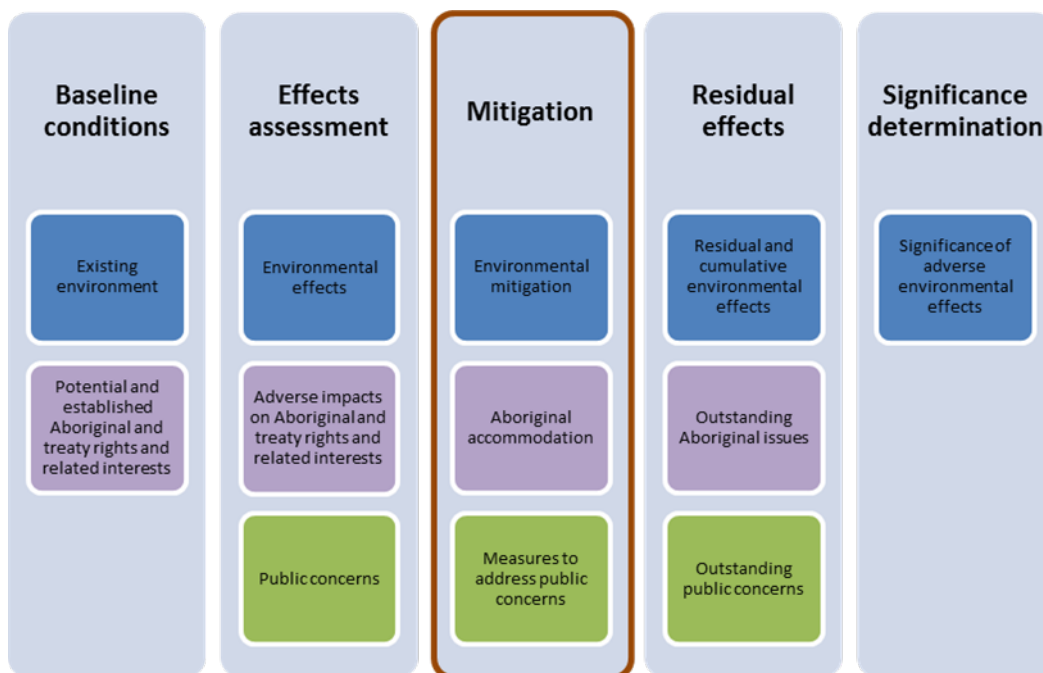 Baseline
conditions
Existing
environment
Potential and
established
Aboriginal and
treaty rights and
related interests
Effects
assessment
Environmental
effects
Adverse impacts
on Aboriginal and
treaty rights and
related interests
Public concerns
Mitigation
Environmental
mitigation
Aboriginal
accommodation
Measures to
address public
concerns
Residual
effects
Residual and
cumulative
environmental
effects
Outstanding
Aboriginal issues
Outstanding
public concerns
Significance
determination
Significance of
adverse
environmental
effects